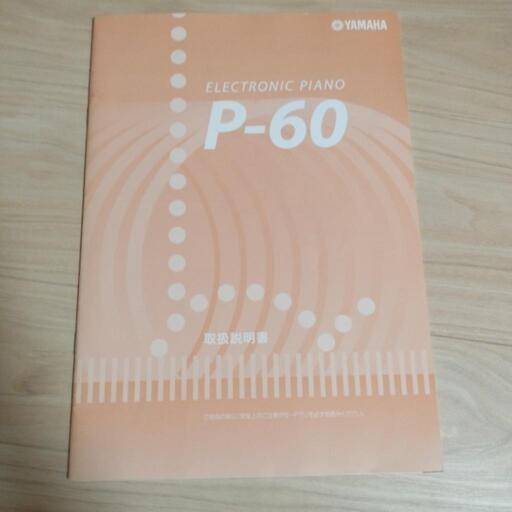 YAMAHA
ELECTRONIC PIANO
P-60
取扱説明書